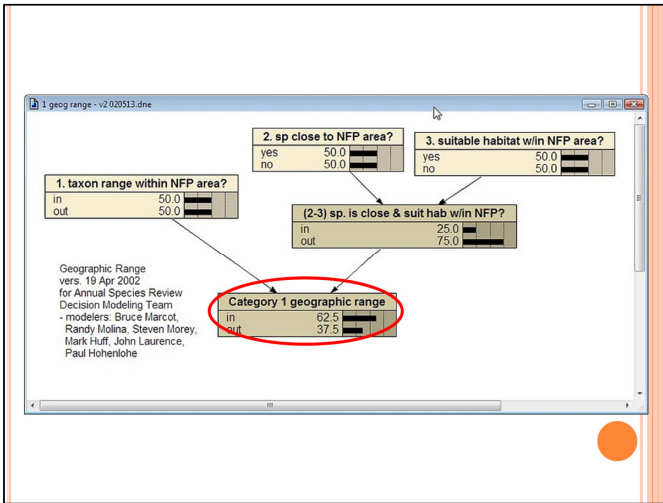 1 geog range - v2 020513.dne
2. sp close to NFP area?
yes 50.0
no 50.0
3. suitable habitat w/in NFP area?
yes 50.0
no 50.0
1. taxon range within NFP area?
in 50.0
out 50.0
(2-3) sp. is close & suit hab w/in NFP?
in 25.0
out 75.0
Geographic Range
vers. 19 Apr 2002
for Annual Species Review
Decision Modeling Team
- modelers: Bruce Marcot,
Randy Molina, Steven Morey,
Mark Huff, John Laurence,
Paul Hohenlohe
Category 1 geographic range
in 62.5
out 37.5